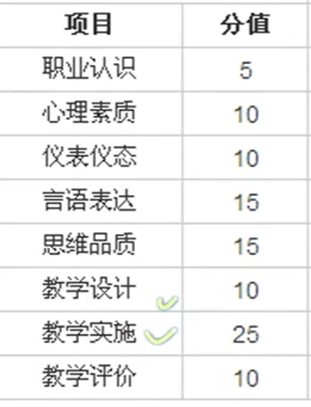 项目 分值
职业认识 5
心理素质 10
仪表仪态 10
言语表达 15
思维品质 15
教学设计 10
教学实施 25
教学评价 10